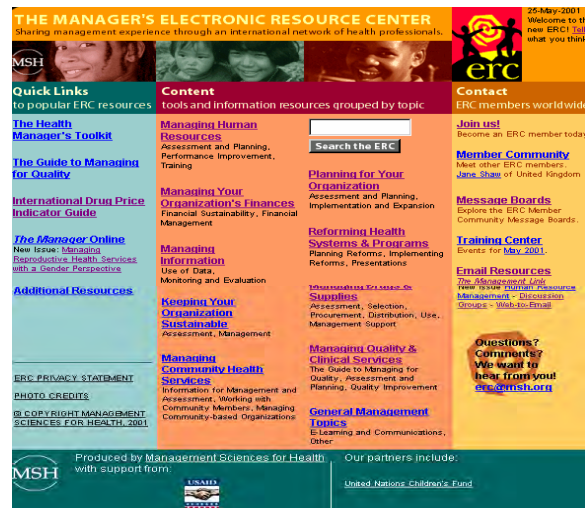 THE MANAGER'S ELECTRONIC RESOURCE CENTER
Sharing management experience through an international network of health professionals.
25-May-2001
Welcome to th
new ERC! Tell
what you think
MSH
erc
Quick Links
to popular ERC resources
The Health
Manager's Toolkit
The Guide to Managing
for Quality
International Drug Price
Indicator Guide
The Manager Online
New Issue: Managing
Reproductive Health Services
with a Gender Perspective
Additional Resources
ERC PRIVACY STATEMENT
PHOTO CREDITS
© COPYRIGHT MANAGEMENT
SCIENCES FOR HEALTH, 2001
Content
tools and information resources grouped by topic
Managing Human
Resources
Assessment and Planning,
Performance Improvement,
Training
Managing Your
Organization's Finances
Financial Sustainability, Financial
Management
Managing
Information
Use of Data,
Monitoring and Evaluation
Keeping Your
Organization
Sustainable
Assessment, Management
Managing
Community Health
Services
Information for Management and
Assessment, Working with
Community Members, Managing
Community-based Organizations
Search the ERC
Planning for Your
Organization
Assessment and Planning,
Implementation and Expansion
Reforming Health
Systems & Programs
Planning Reforms, Implementing
Reforms, Presentations
Managing Drugs &
Supplies
Assessment, Selection,
Procurement, Distribution, Use,
Management Support
Managing Quality &
Clinical Services
The Guide to Managing for
Quality, Assessment and
Planning, Quality Improvement
General Management
Topics
E-Learning and Communications,
Other
Contact
ERC members worldwide
Join us!
Become an ERC member today
Member Community
Meet other ERC members.
Jane Shaw of United Kingdom
Message Boards
Explore the ERC Member
Community Message Boards.
Training Center
Events for May 2001.
Email Resources
The Management Link
New Issue Human Resource
Management - Discussion
Groups - Web-to-Email
Questions?
Comments?
We want to
hear from you!
erc@msh.org
MSH
Produced by Management Sciences for Health
with support from:
USAID
Our partners include:
United Nations Children's Fund